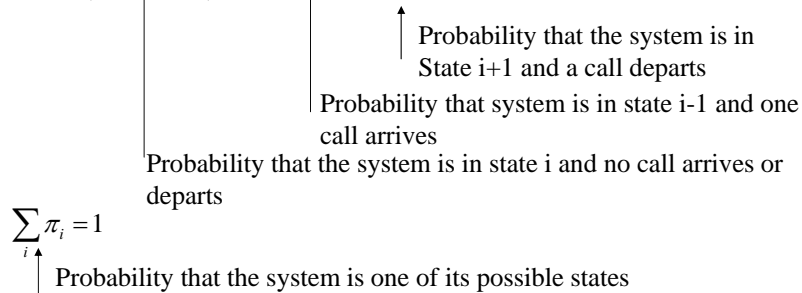 Probability that the system is in
State i+1 and a call departs
Probability that system is in state i-1 and one
call arrives
Probability that the system is in state i and no call arrives or
departs
∑_i π_i = 1
Probability that the system is one of its possible states